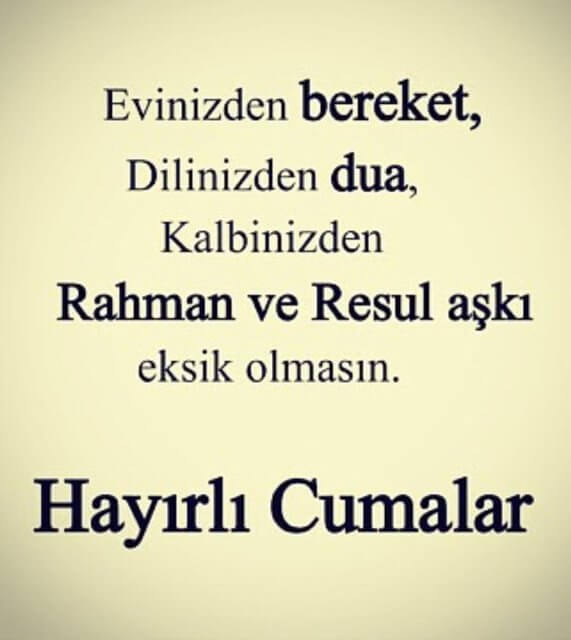 Evinizden bereket,
Dilinizden dua,
Kalbinizden
Rahman ve Resul aşkı
eksik olmasın.
Hayırlı Cumalar